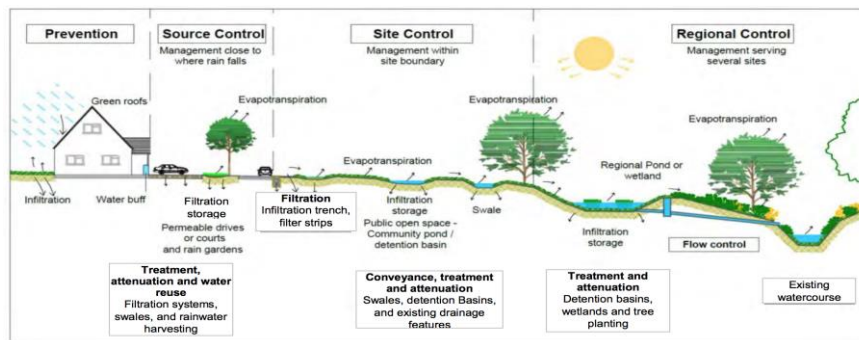 Prevention
Source Control
Management close to
where rain falls
Site Control
Management within
site boundary
Regional Control
Management serving
several sites
Green roofs
Evapotranspiration
Evapotranspiration
Evapotranspiration
Evapotranspiration
Regional Pond or
wetland
Infiltration
Water buff
Filtration
storage
Permeable drives
or courts
and rain gardens
Filtration
Infiltration trench,
filter strips
Infiltration
storage
Public open space -
Community pond /
detention basin
Swale
Infiltration
storage
Flow control
Treatment,
attenuation and water
reuse
Filtration systems,
swales, and rainwater
harvesting
Conveyance, treatment
and attenuation
Swales, detention Basins,
and existing drainage
features
Treatment and
attenuation
Detention basins,
wetlands and tree
planting
Existing
watercourse